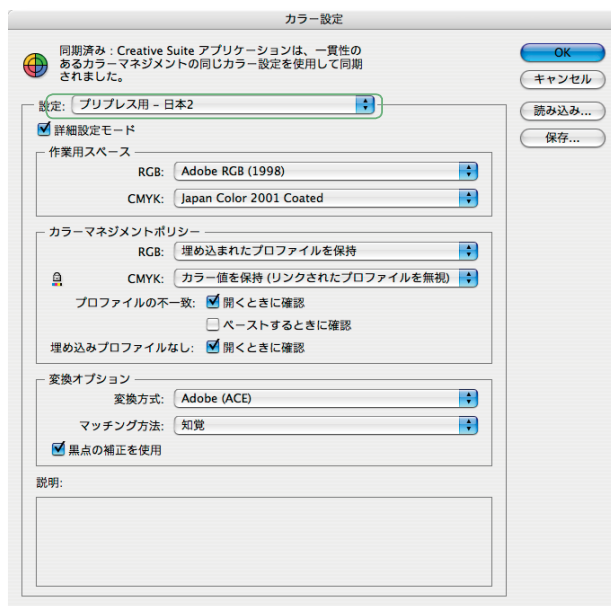 カラー設定
同期済み : Creative Suite アプリケーションは、一貫性の
あるカラーマネジメントの同じカラー設定を使用して同期
されました。
OK
キャンセル
読み込み...
保存...
設定: プリプレス用 – 日本2
詳細設定モード
作業用スペース
RGB: Adobe RGB (1998)
CMYK: Japan Color 2001 Coated
カラーマネジメントポリシー
RGB: 埋め込まれたプロファイルを保持
CMYK: カラー値を保持 (リンクされたプロファイルを無視)
プロファイルの不一致: 開くときに確認
ペーストするときに確認
埋め込みプロファイルなし: 開くときに確認
変換オプション
変換方式: Adobe (ACE)
マッチング方法: 知覚
黒点の補正を使用
説明: